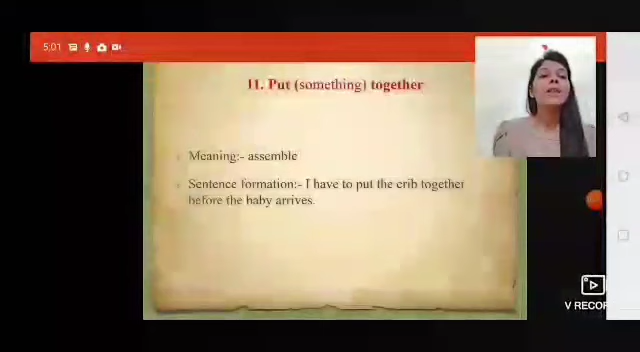 5:01
11. Put (something) together
Meaning:- assemble
Sentence formation:- I have to put the crib together
before the baby arrives.
V RECOR